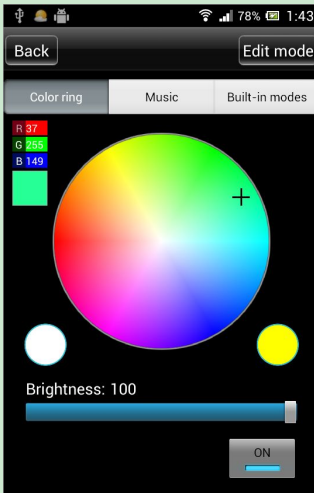 78% 1:43
Back Edit mode
Color ring Music Built-in modes
R 37
G 255
B 149
Brightness: 100
ON